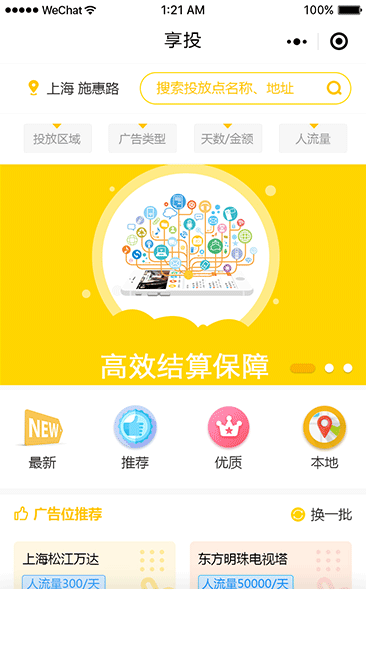 WeChat 1:21 AM 100%
享投
上海 施惠路 搜索投放点名称、地址
投放区域 广告类型 天数/金额 人流量
高效结算保障
NEW
最新 推荐 优质 本地
广告位推荐 换一批
上海松江万达 东方明珠电视塔
人流量300/天 人流量50000/天